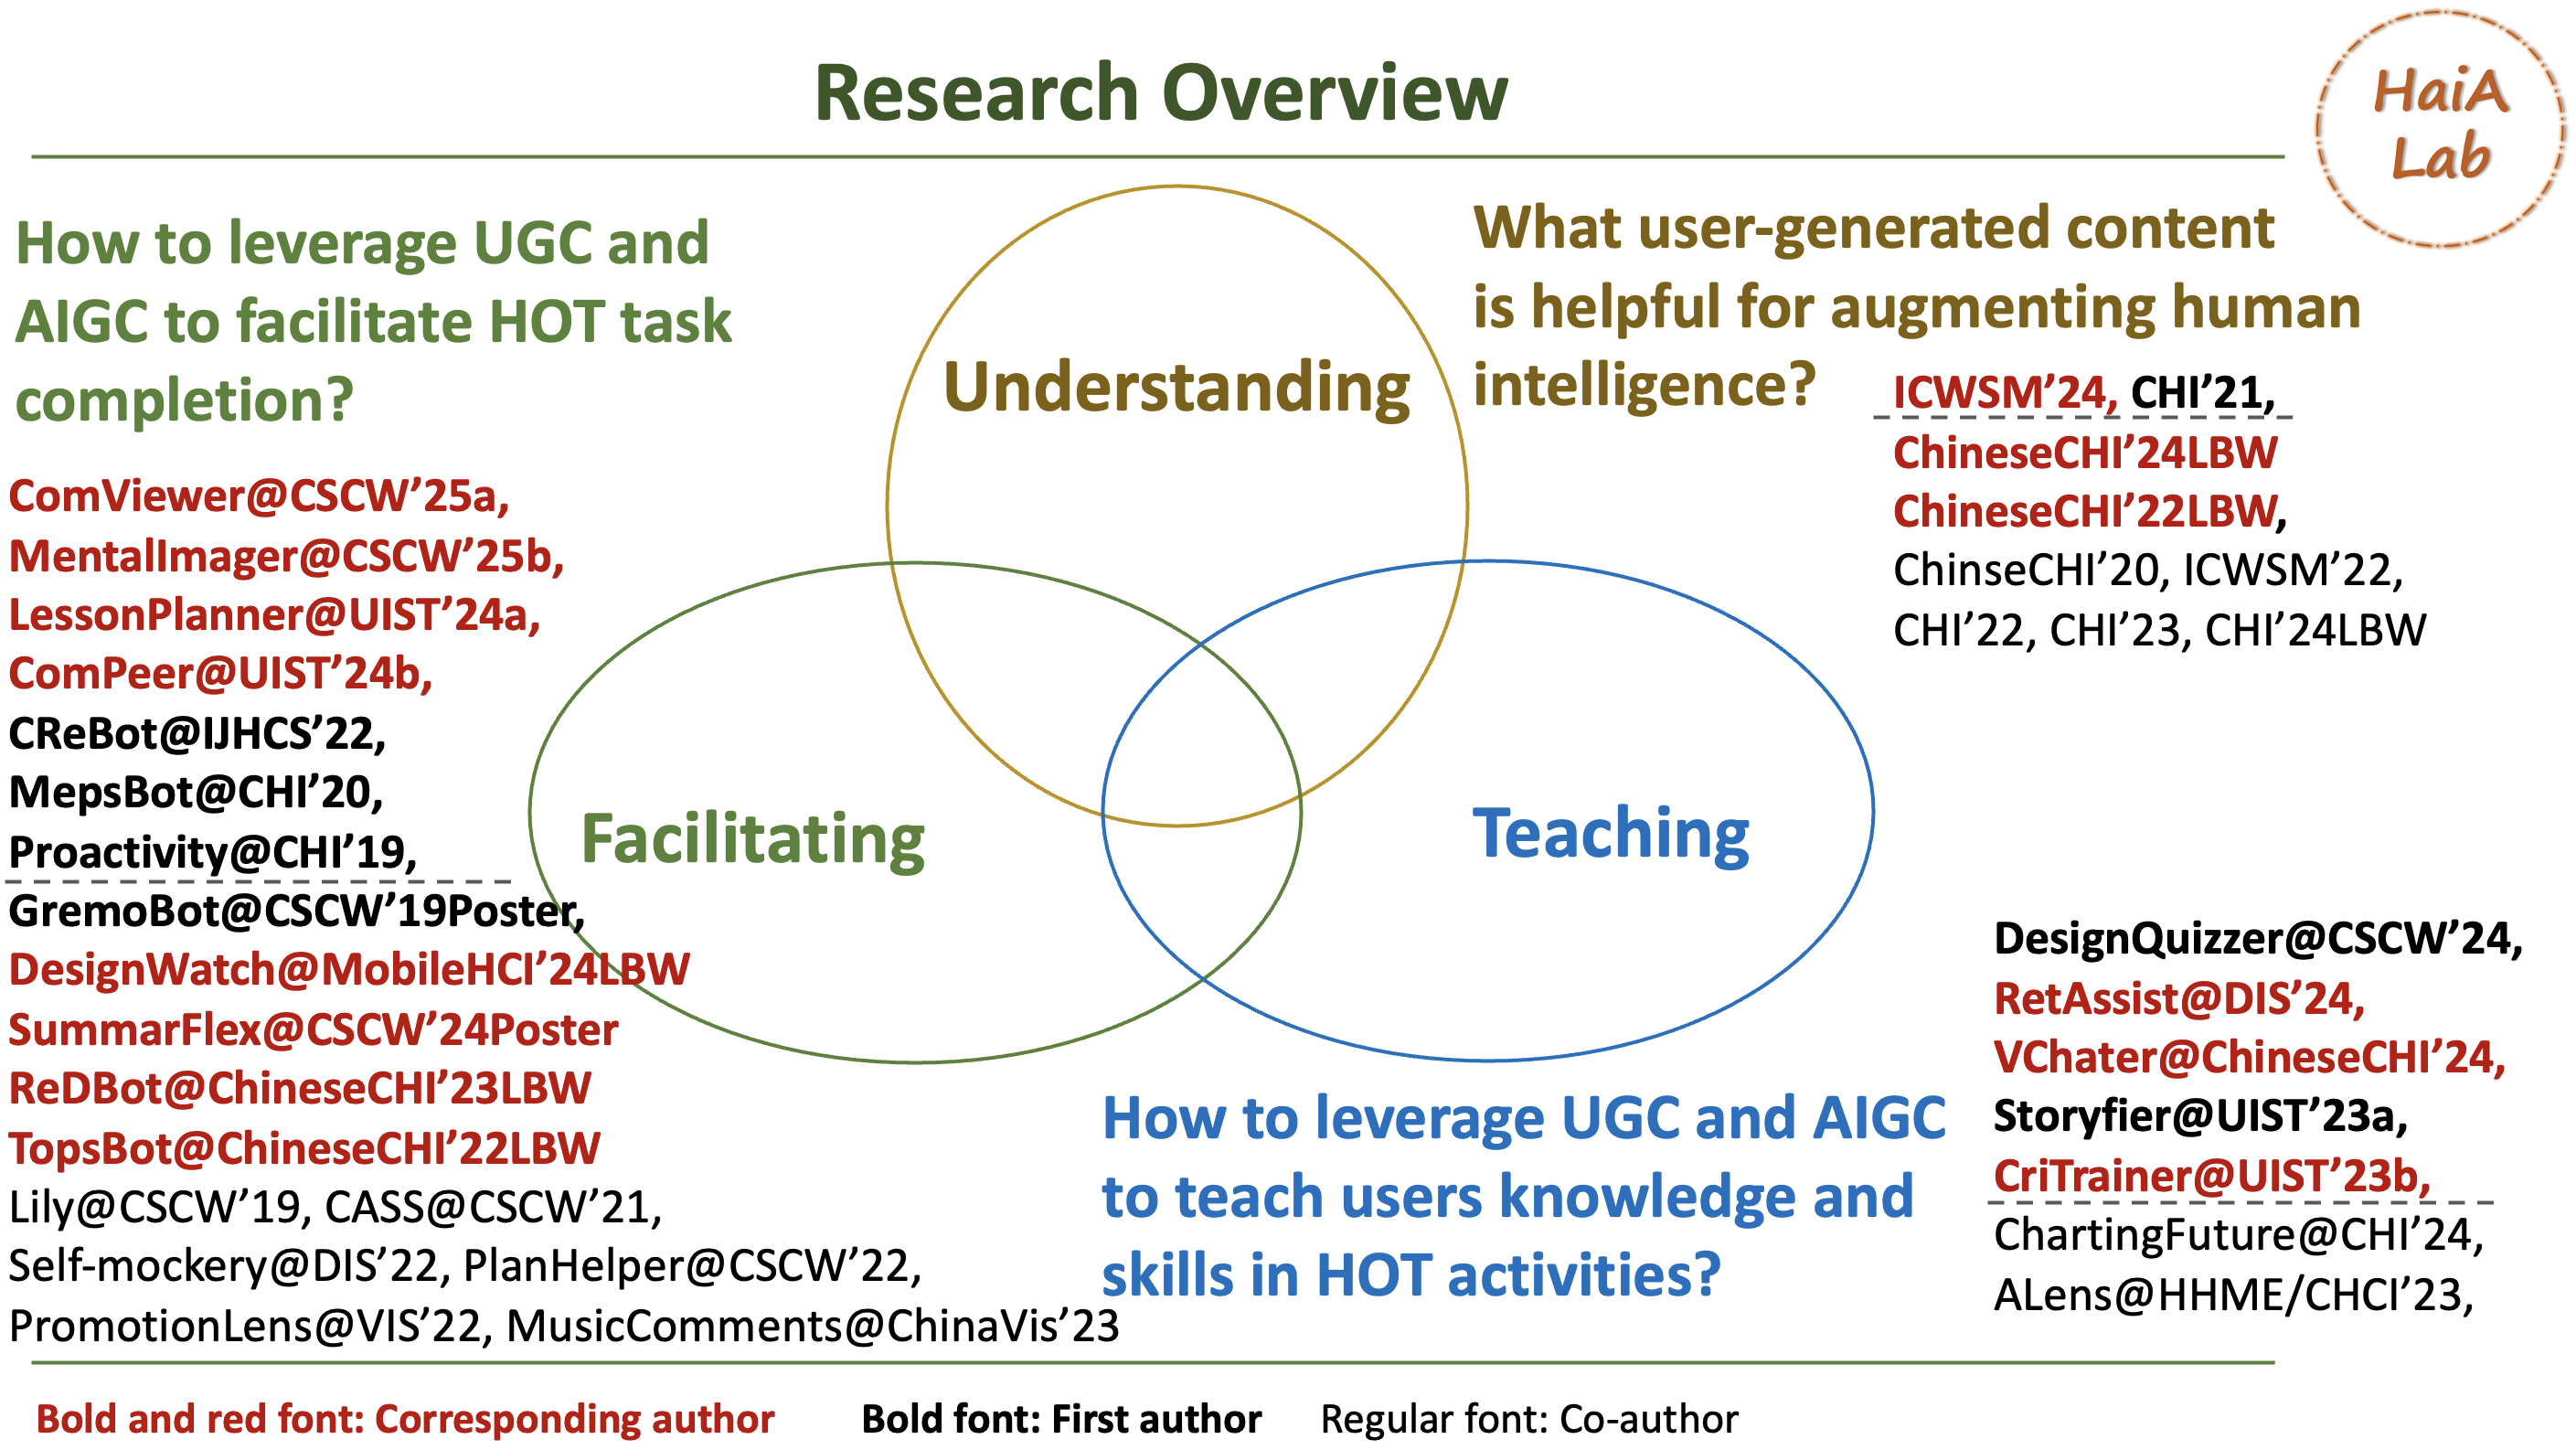 Research Overview
HaiA
Lab
How to leverage UGC and
AIGC to facilitate HOT task
completion?
What user-generated content
is helpful for augmenting human
intelligence?
ICWSM’24, CHI’21,
ChineseCHI’24LBW
ChineseCHI’22LBW,
ChinseCHI’20, ICWSM’22,
CHI’22, CHI’23, CHI’24LBW
Understanding
Facilitating
Teaching
ComViewer@CSCW’25a,
MentalImager@CSCW’25b,
LessonPlanner@UIST’24a,
ComPeer@UIST’24b,
CReBot@IJHCS’22,
MepsBot@CHI’20,
Proactivity@CHI’19,
GremoBot@CSCW’19Poster,
DesignWatch@MobileHCI’24LBW
SummarFlex@CSCW’24Poster
ReDBot@ChineseCHI’23LBW
TopsBot@ChineseCHI’22LBW
Lily@CSCW’19, CASS@CSCW’21,
Self-mockery@DIS’22, PlanHelper@CSCW’22,
PromotionLens@VIS’22, MusicComments@ChinaVis’23
How to leverage UGC and AIGC
to teach users knowledge and
skills in HOT activities?
DesignQuizzer@CSCW’24,
RetAssist@DIS’24,
VChater@ChineseCHI’24,
Storyfier@UIST’23a,
CriTrainer@UIST’23b,
ChartingFuture@CHI’24,
ALens@HHME/CHCI’23,
Bold and red font: Corresponding author
Bold font: First author
Regular font: Co-author